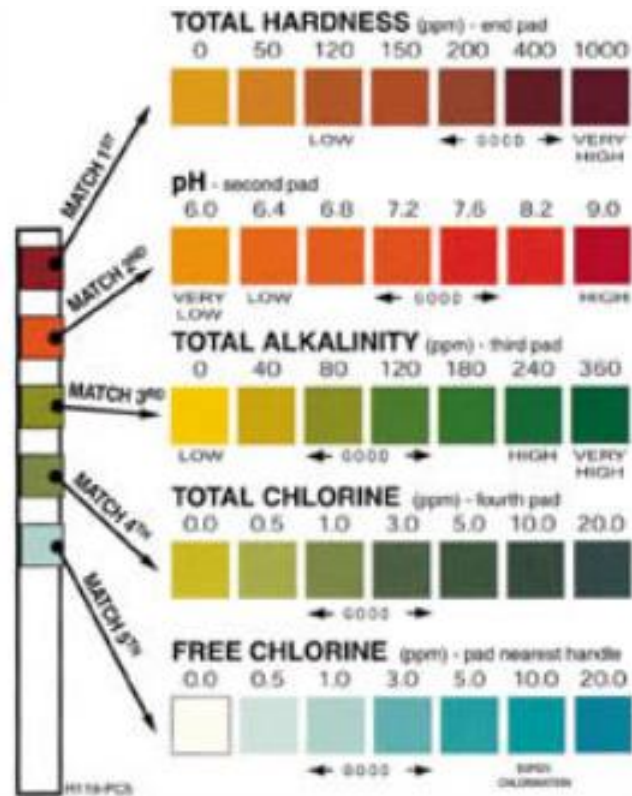 TOTAL HARDNESS (ppm) - end pad
0 50 120 150 200 400 1000
LOW GOOD VERY HIGH
MATCH 1ST
pH - second pad
6.0 6.4 6.8 7.2 7.6 8.2 9.0
VERY LOW LOW GOOD HIGH
MATCH 2ND
TOTAL ALKALINITY (ppm) - third pad
0 40 80 120 180 240 360
LOW GOOD HIGH VERY HIGH
MATCH 3RD
TOTAL CHLORINE (ppm) - fourth pad
0.0 0.5 1.0 3.0 5.0 10.0 20.0
GOOD
MATCH 4TH
FREE CHLORINE (ppm) - pad nearest handle
0.0 0.5 1.0 3.0 5.0 10.0 20.0
GOOD SUPER CHLORINATION
MATCH 5TH